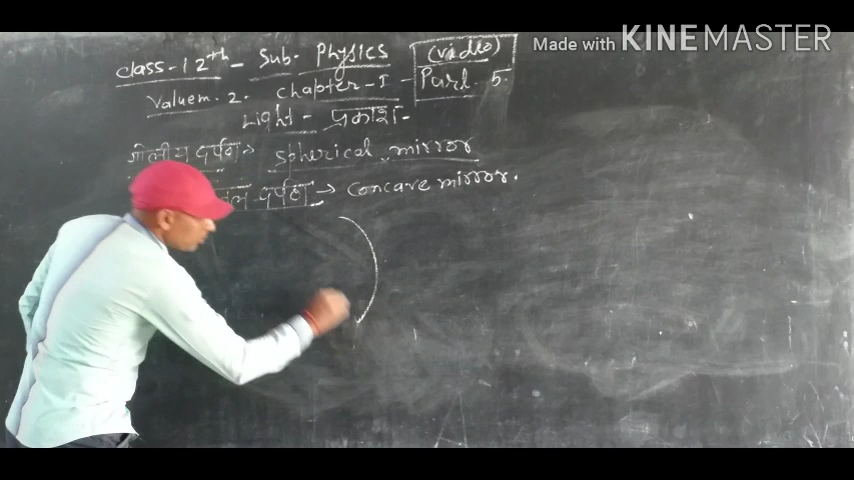 Made with KINEMASTER
class-12th- Sub- Physics (video)
Valuem. 2. Chapter-I - Part. 5.
Light- प्रकाश-
गोलीय दर्पण→ spherical mirror
दर्पण → concave mirror.